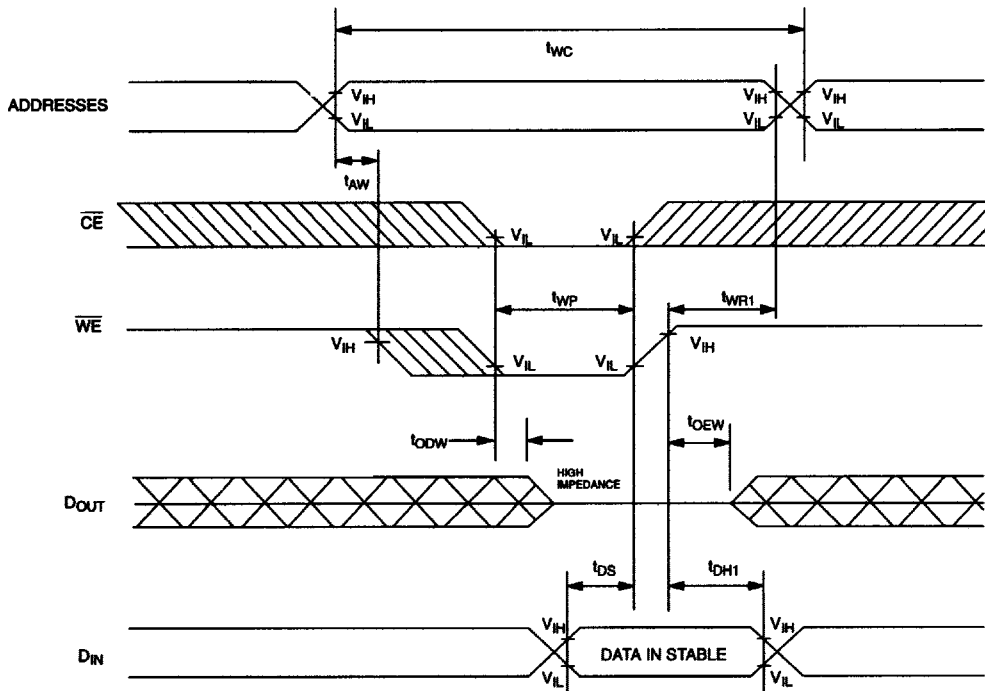 tWC
ADDRESSES
VIH
VIL
VIH
VIL
VIH
VIL
tAW
CE
VIL
VIL
tWP
tWR1
WE
VIH
VIL
VIL
VIH
tODW
tOEW
HIGH
IMPEDANCE
DOUT
tDS
tDH1
VIH
VIH
DIN
DATA IN STABLE
VIL
VIL